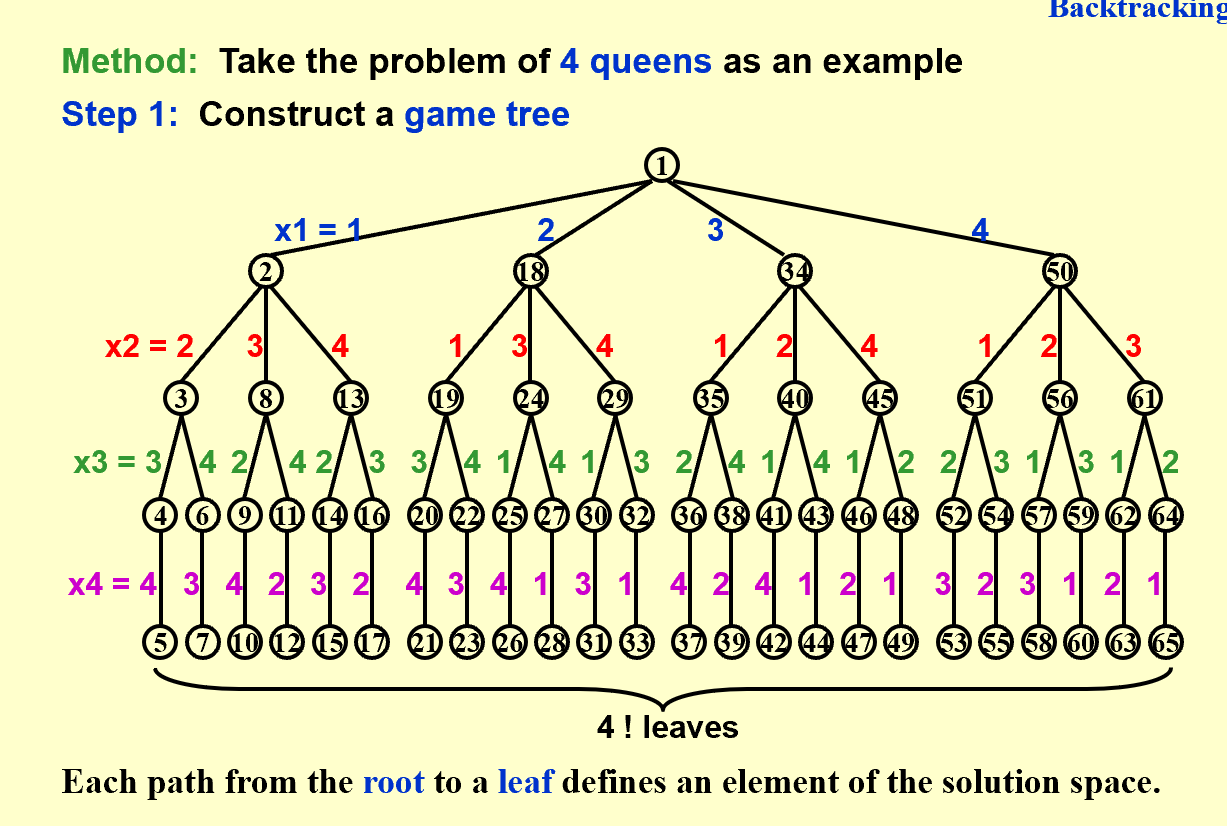 Backtracking
Method: Take the problem of 4 queens as an example
Step 1: Construct a game tree
1
x1 = 1 2 3 4
2 18 34 50
x2 = 2 3 4 1 3 4 1 2 4 1 2 3
3 8 13 19 24 29 35 40 45 51 56 61
x3 = 3 4 2 4 2 3 3 4 1 4 1 3 2 4 1 4 1 2 2 3 1 3 1 2
4 6 9 11 14 16 20 22 25 27 30 32 36 38 41 43 46 48 52 54 57 59 62 64
x4 = 4 3 4 2 3 2 4 3 4 1 3 1 4 2 4 1 2 1 3 2 3 1 2 1
5 7 10 12 15 17 21 23 26 28 31 33 37 39 42 44 47 49 53 55 58 60 63 65
4 ! leaves
Each path from the root to a leaf defines an element of the solution space.